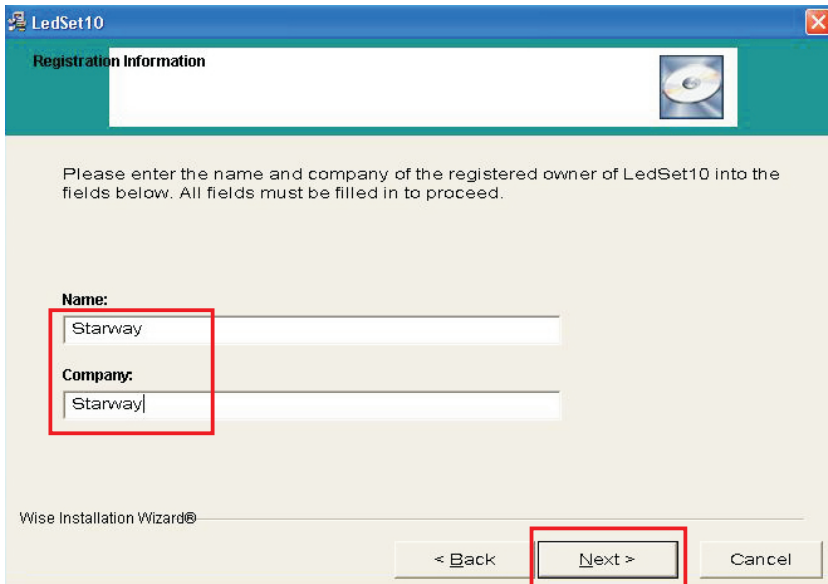 LedSet10
Registration Information
Please enter the name and company of the registered owner of LedSet10 into the
fields below. All fields must be filled in to proceed.
Name:
Starway
Company:
Starway
Wise Installation Wizard®
< Back Next > Cancel